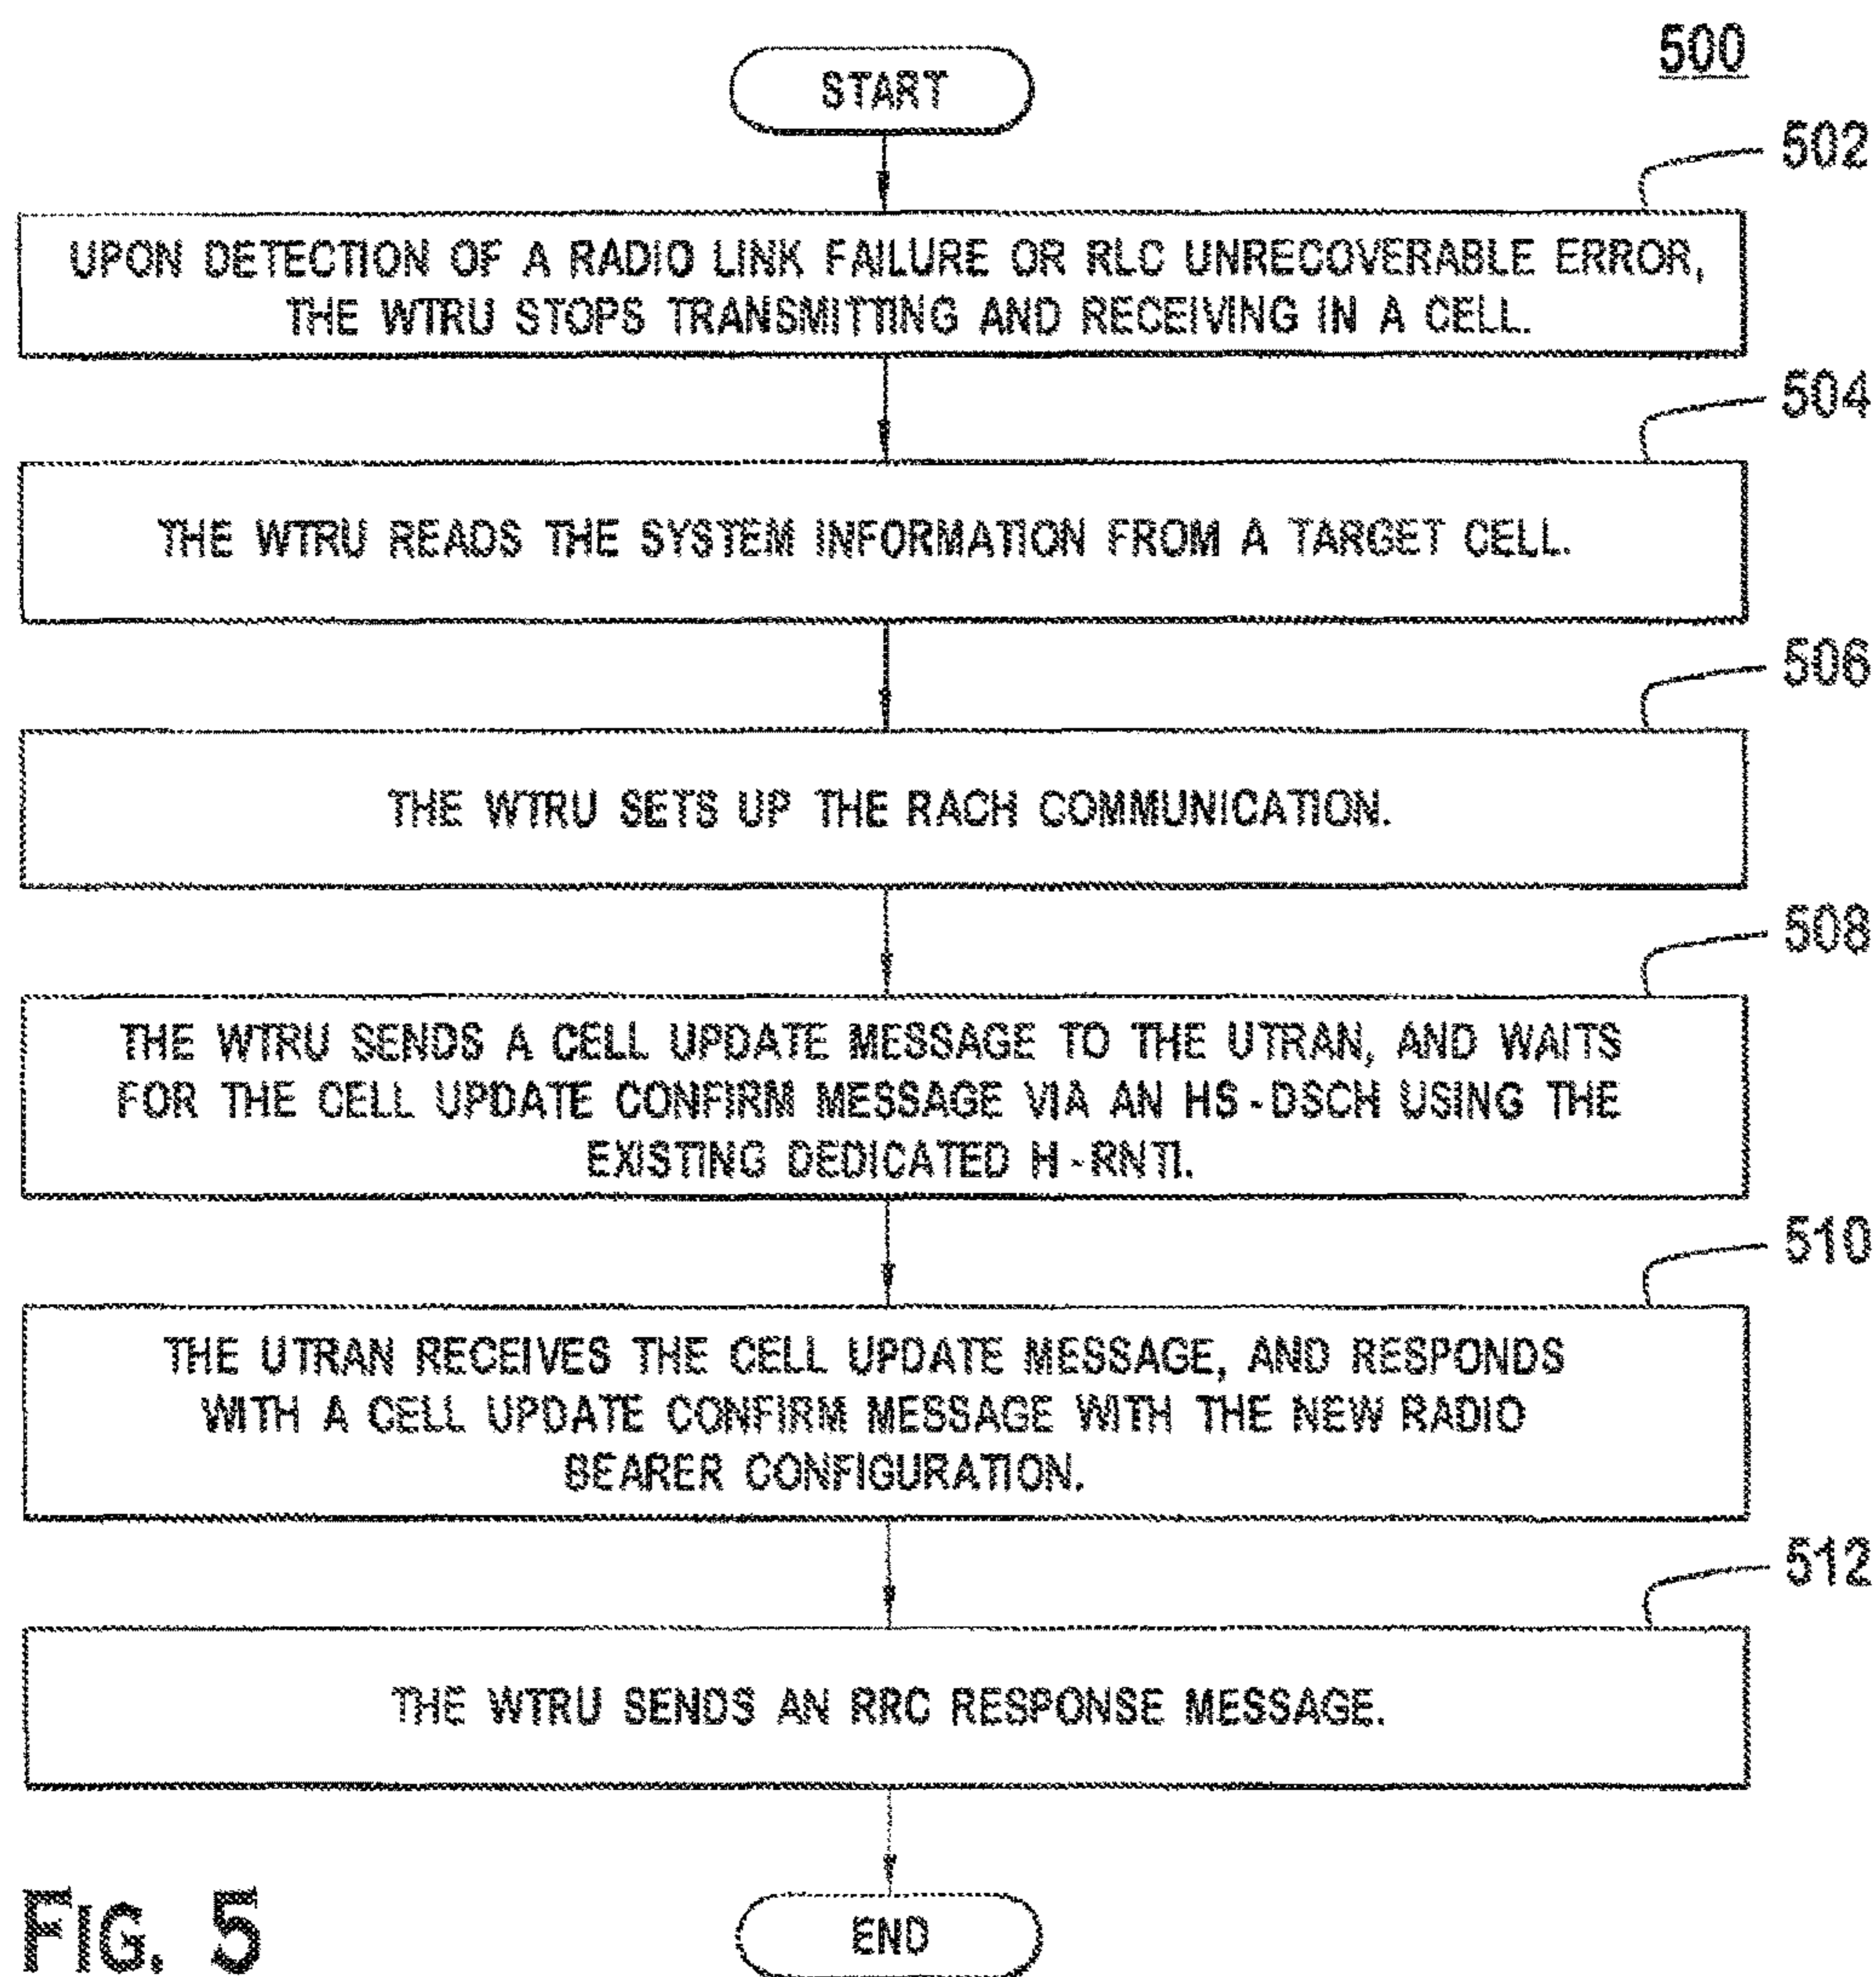 500
START
502
UPON DETECTION OF A RADIO LINK FAILURE OR RLC UNRECOVERABLE ERROR,
THE WTRU STOPS TRANSMITTING AND RECEIVING IN A CELL.
504
THE WTRU READS THE SYSTEM INFORMATION FROM A TARGET CELL.
506
THE WTRU SETS UP THE RACH COMMUNICATION.
508
THE WTRU SENDS A CELL UPDATE MESSAGE TO THE UTRAN, AND WAITS
FOR THE CELL UPDATE CONFIRM MESSAGE VIA AN HS-DSCH USING THE
EXISTING DEDICATED H-RNTI.
510
THE UTRAN RECEIVES THE CELL UPDATE MESSAGE, AND RESPONDS
WITH A CELL UPDATE CONFIRM MESSAGE WITH THE NEW RADIO
BEARER CONFIGURATION.
512
THE WTRU SENDS AN RRC RESPONSE MESSAGE.
END
FIG. 5